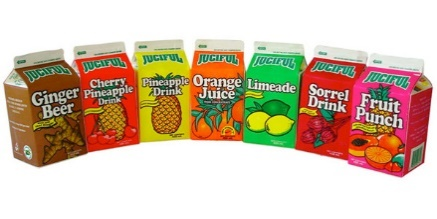 JUCIFUL
Ginger
Beer
JUCIFUL
Cherry
Pineapple
Drink
JUCIFUL
Pineapple
Drink
JUCIFUL
Orange
Juice
JUCIFUL
Limeade
JUCIFUL
Sorrel
Drink
JUCIFUL
Fruit
Punch